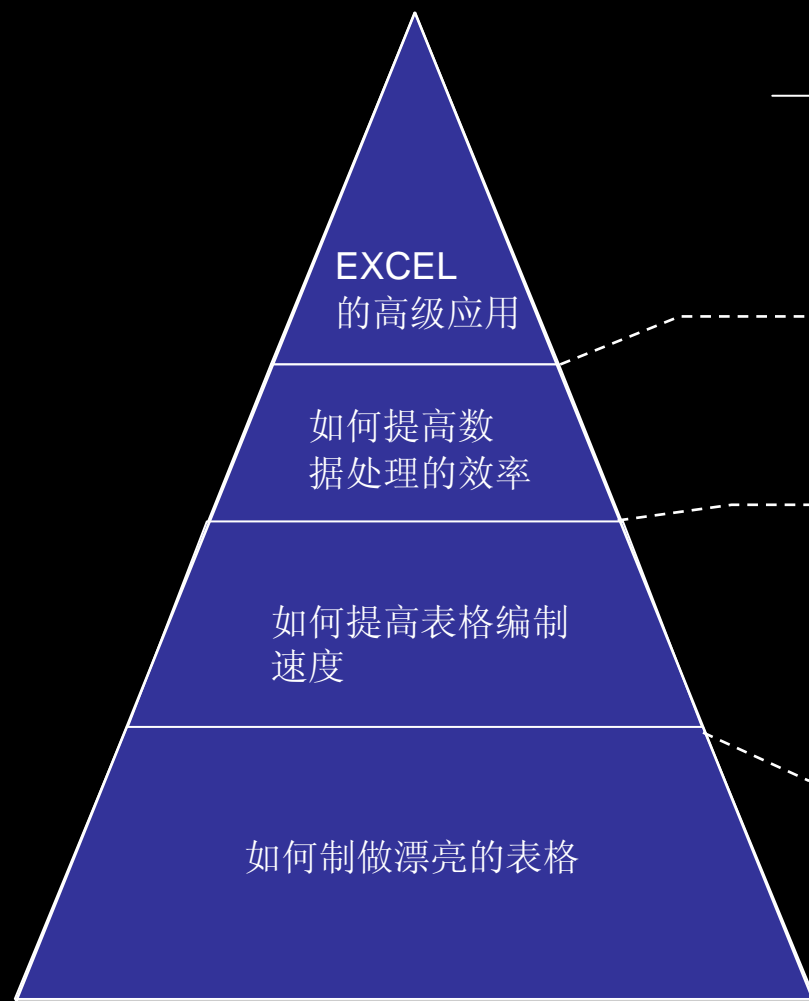 EXCEL
的高级应用
如何提高数
据处理的效率
如何提高表格编制
速度
如何制做漂亮的表格